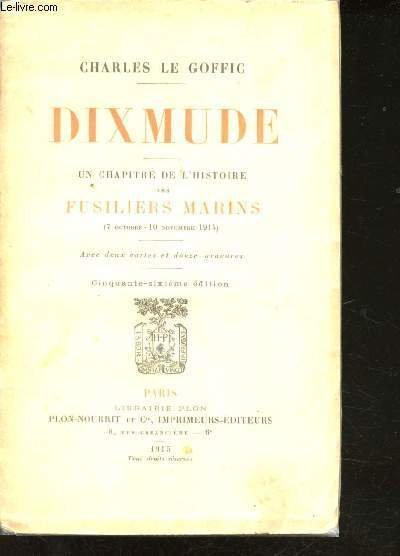 Le-livre.com
CHARLES LE GOFFIC
DIXMUDE
UN CHAPITRE DE L'HISTOIRE
DES
FUSILIERS MARINS
(7 OCTOBRE - 10 NOVEMBRE 1914)
Avec deux cartes et douze gravures
Cinquante-sixième édition
PARIS
LIBRAIRIE PLON
PLON-NOURRIT ET Cie, IMPRIMEURS-ÉDITEURS
8, RUE GARANCIÈRE — 6e
1915
Tous droits réservés